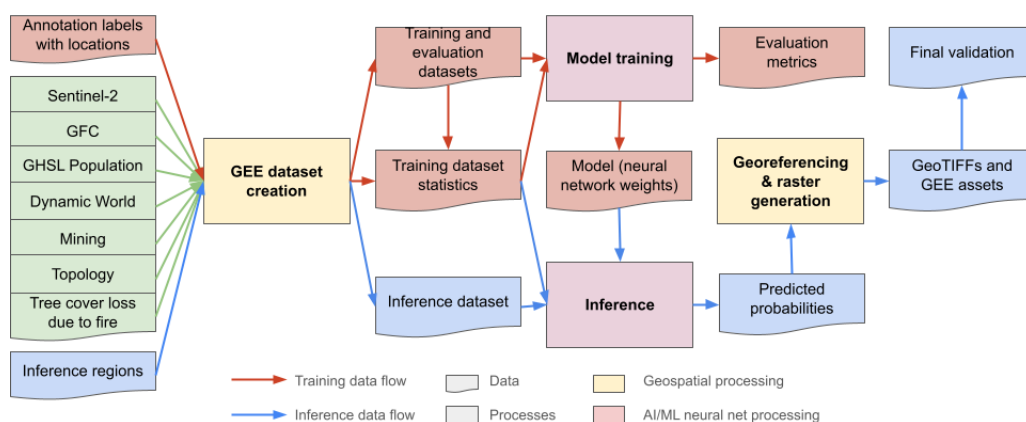 Annotation labels
with locations
Sentinel-2
GFC
GHSL Population
Dynamic World
Mining
Topology
Tree cover loss
due to fire
Inference regions
GEE dataset
creation
Training and
evaluation
datasets
Training dataset
statistics
Inference dataset
Model training
Model (neural
network weights)
Inference
Evaluation
metrics
Georeferencing
& raster
generation
Predicted
probabilities
Final validation
GeoTIFFs and
GEE assets
Training data flow
Data
Geospatial processing
Inference data flow
Processes
AI/ML neural net processing